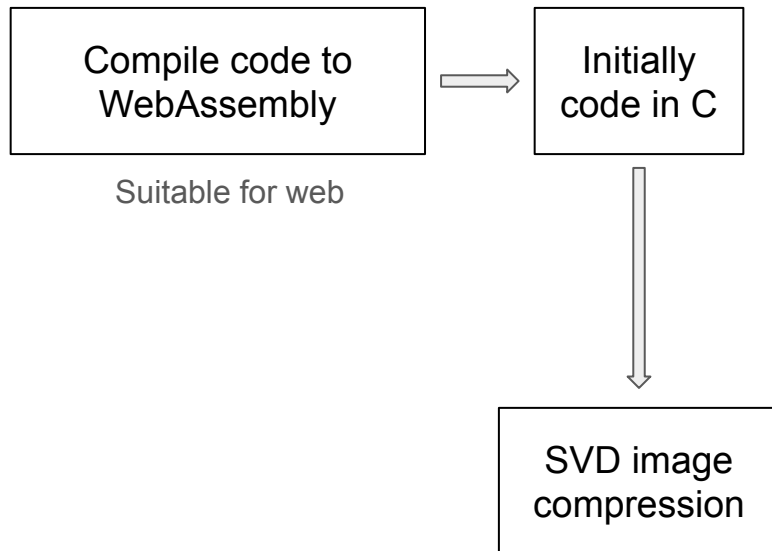 Compile code to
WebAssembly
Initially
code in C
Suitable for web
SVD image
compression